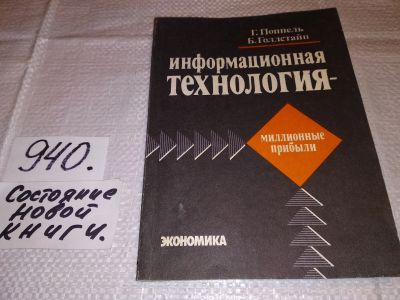 Г. Поппель
Б. Голдстайн
ИНФОРМАЦИОННАЯ
ТЕХНОЛОГИЯ-
МИЛЛИОННЫЕ
ПРИБЫЛИ
ЭКОНОМИКА
940.
Состояние
новой
книги.